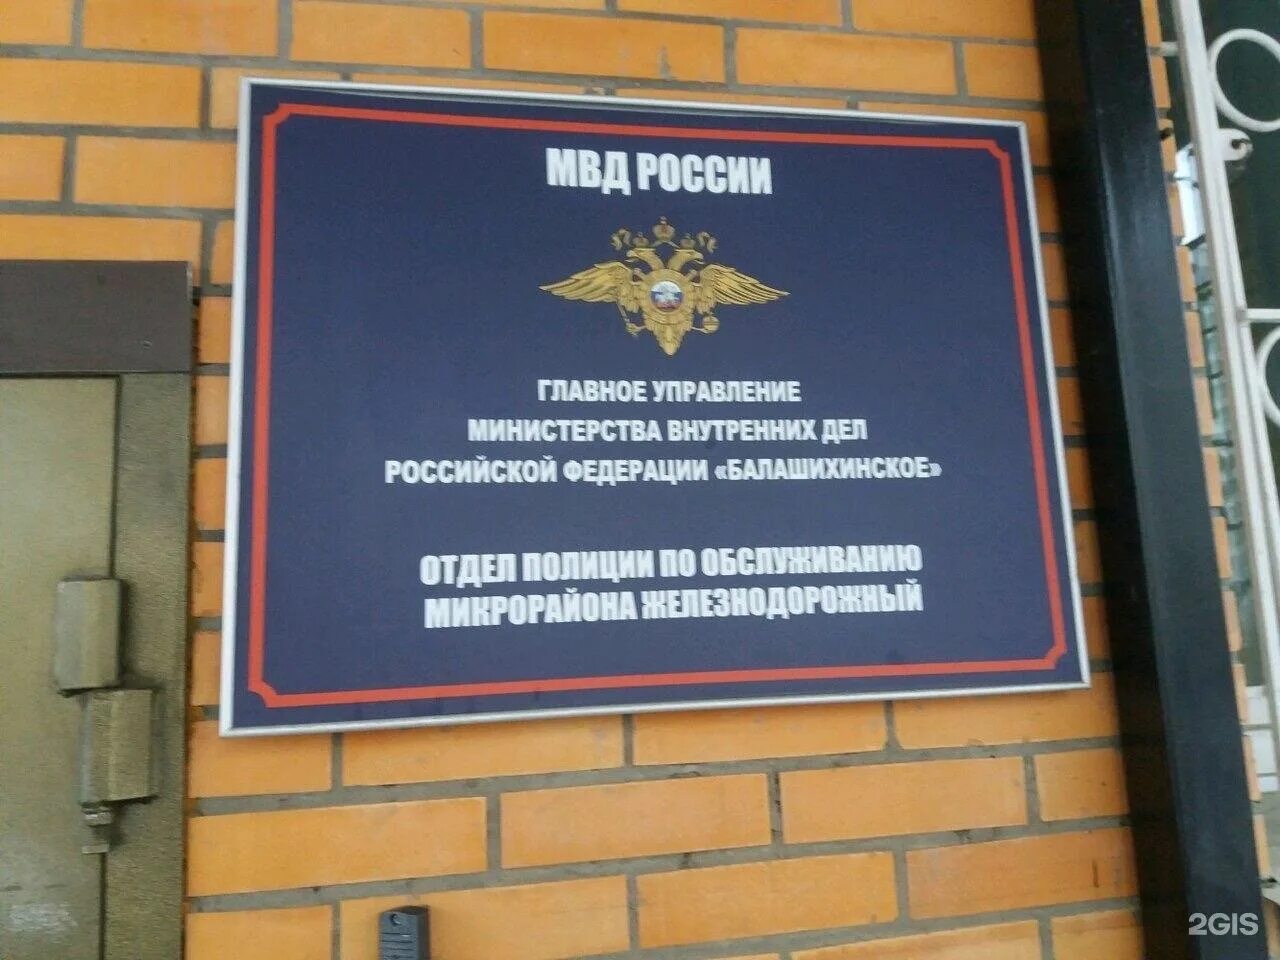 МВД РОССИИ
ГЛАВНОЕ УПРАВЛЕНИЕ
МИНИСТЕРСТВА ВНУТРЕННИХ ДЕЛ
РОССИЙСКОЙ ФЕДЕРАЦИИ «БАЛАШИХИНСКОЕ»
ОТДЕЛ ПОЛИЦИИ ПО ОБСЛУЖИВАНИЮ
МИКРОРАЙОНА ЖЕЛЕЗНОДОРОЖНЫЙ
2GIS